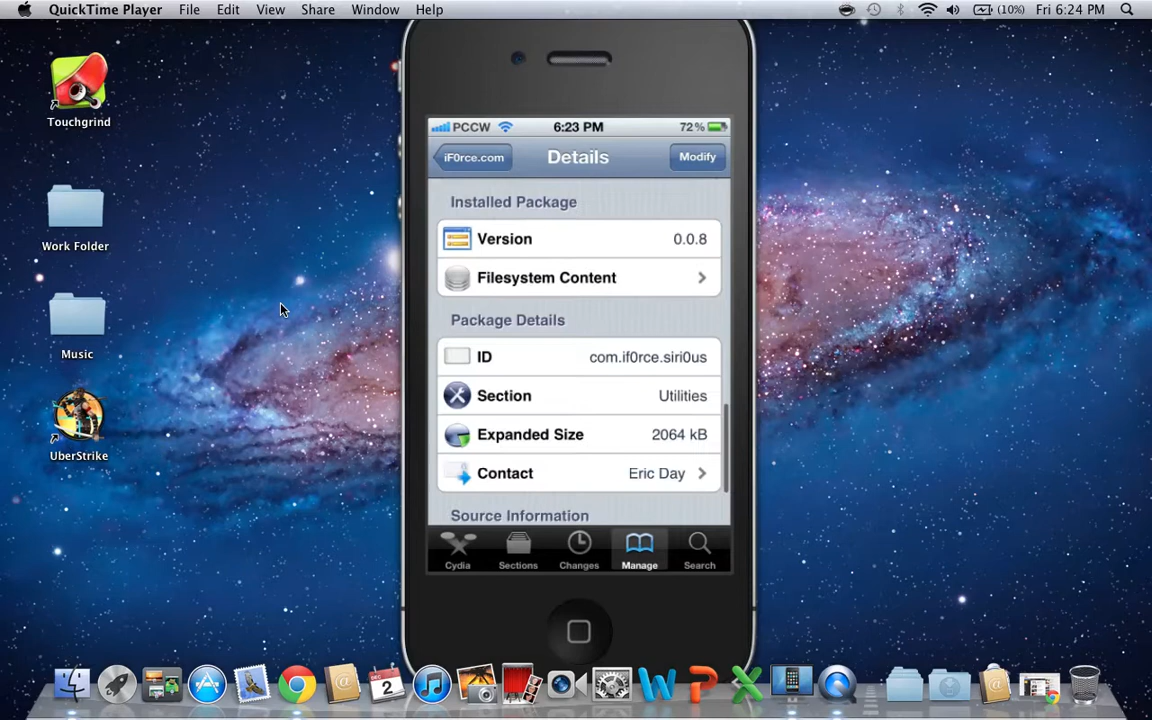 QuickTime Player File Edit View Share Window Help (10%) Fri 6:24 PM
Touchgrind
Work Folder
Music
UberStrike
PCCW 6:23 PM 72%
iF0rce.com Details Modify
Installed Package
Version 0.0.8
Filesystem Content
Package Details
ID com.if0rce.siri0us
Section Utilities
Expanded Size 2064 kB
Contact Eric Day
Source Information
Cydia Sections Changes Manage Search
2